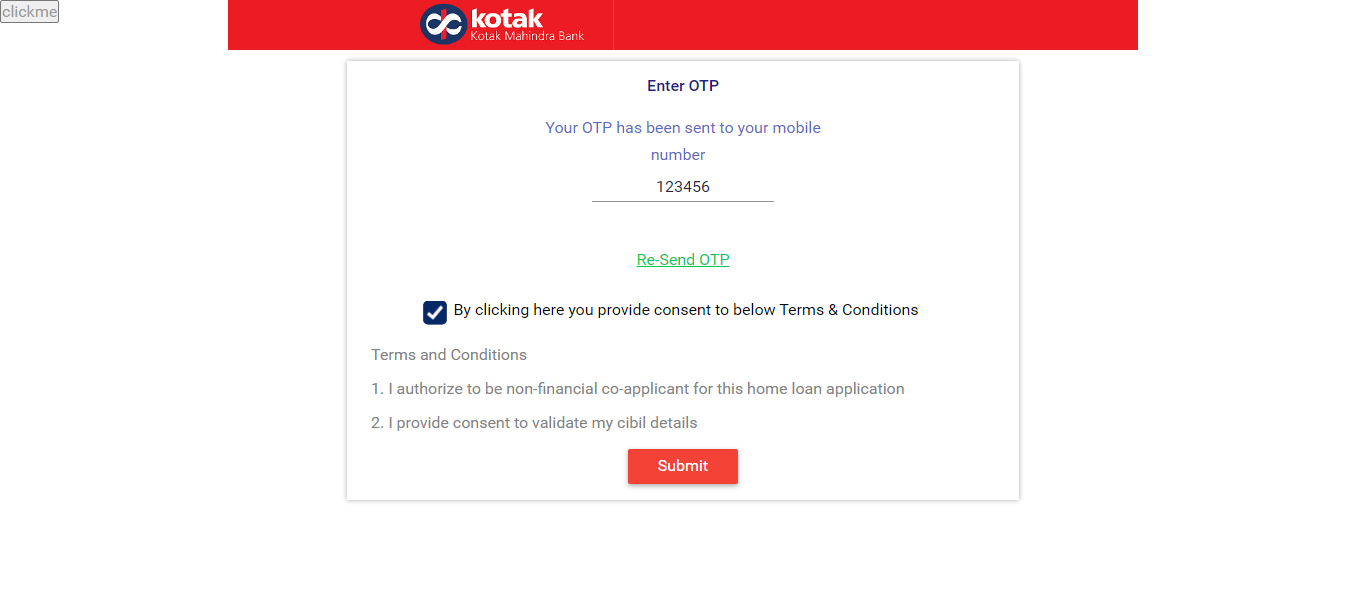 clickme
kotak
Kotak Mahindra Bank
Enter OTP
Your OTP has been sent to your mobile
number
123456
Re-Send OTP
By clicking here you provide consent to below Terms & Conditions
Terms and Conditions
1. I authorize to be non-financial co-applicant for this home loan application
2. I provide consent to validate my cibil details
Submit